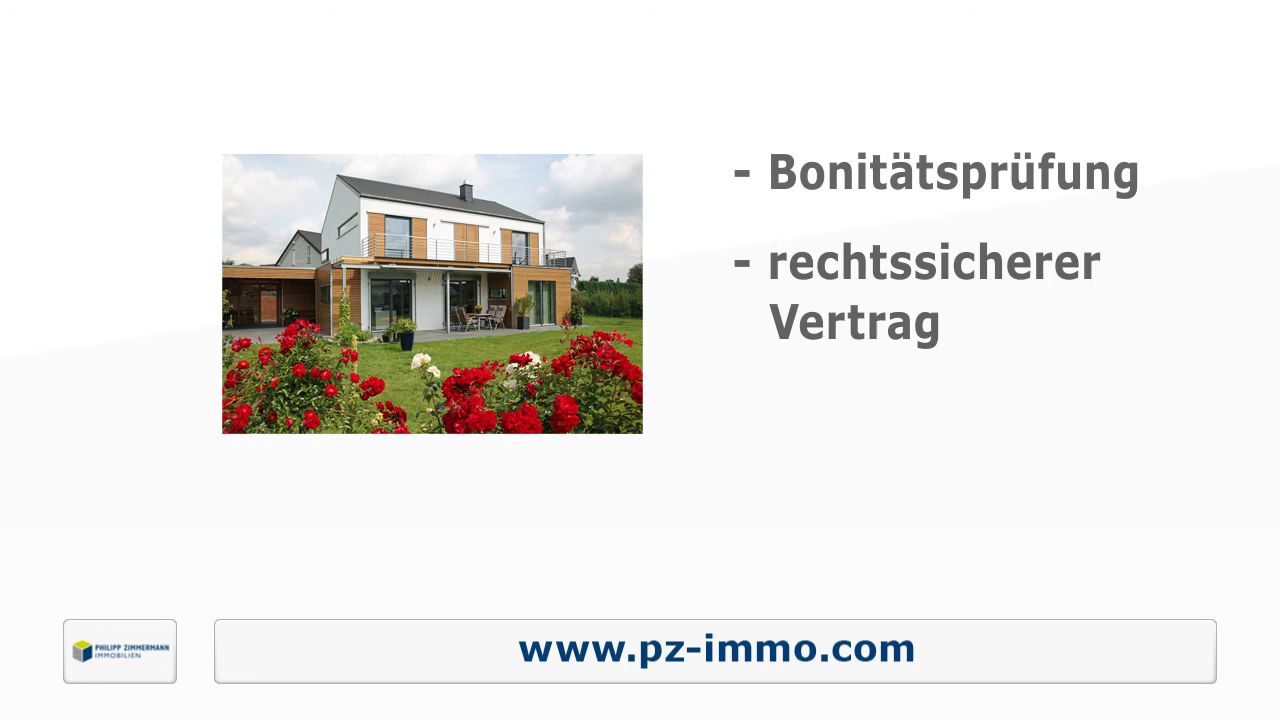 - Bonitätsprüfung
- rechtssicherer
Vertrag
PHILIPP ZIMMERMANN
IMMOBILIEN
www.pz-immo.com